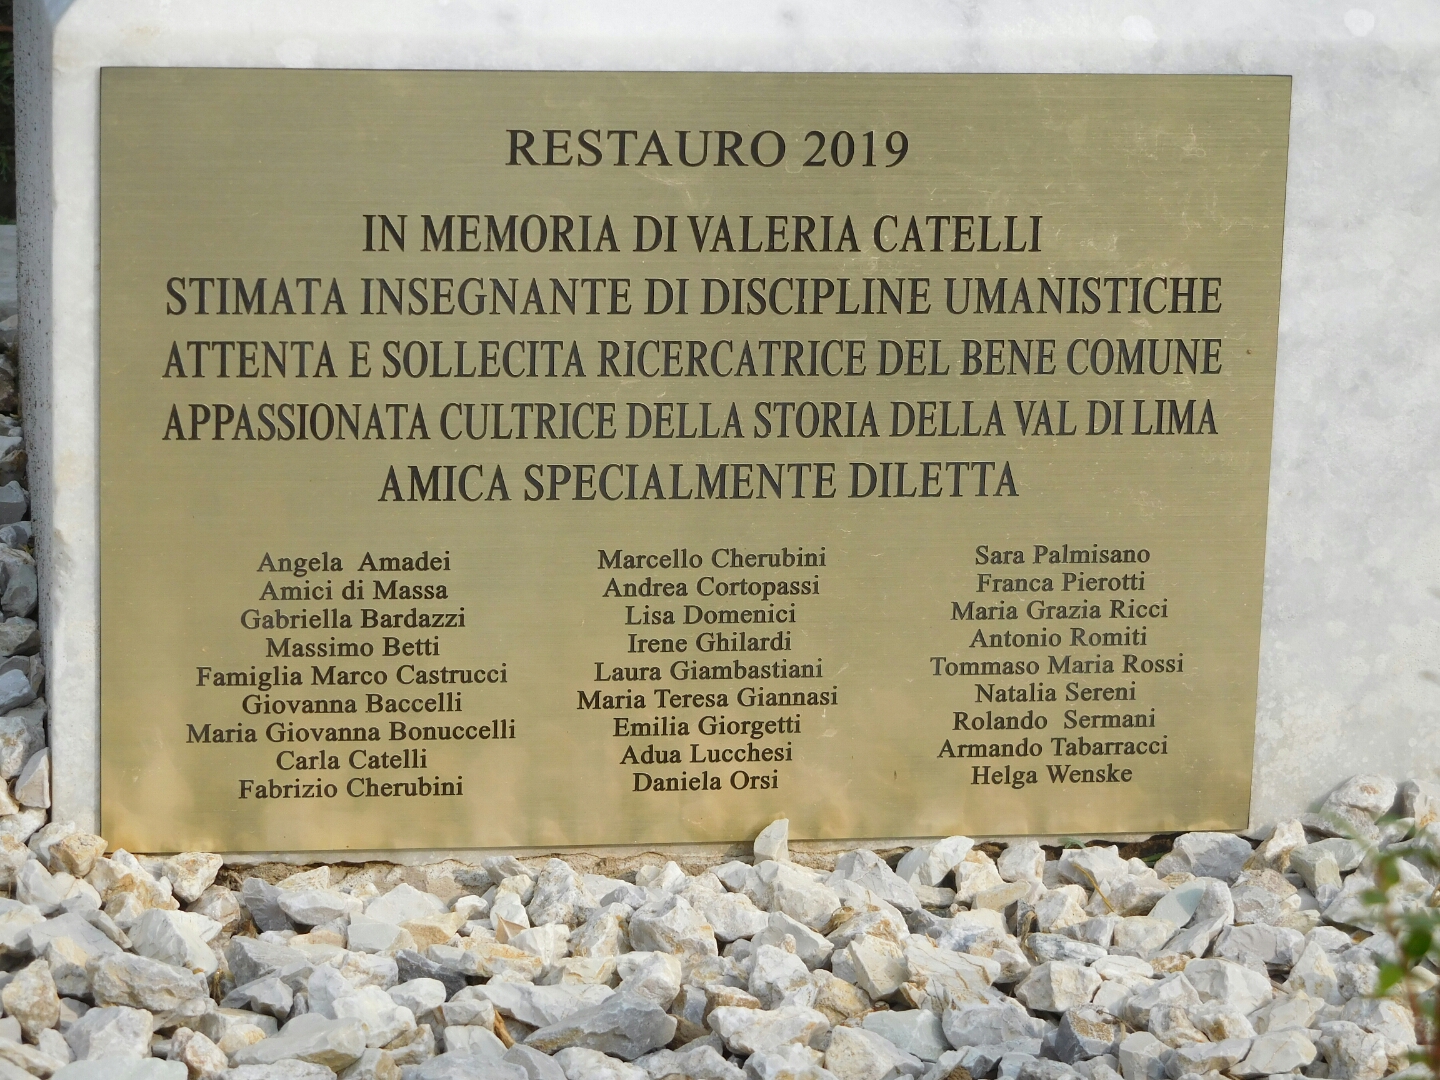 RESTAURO 2019
IN MEMORIA DI VALERIA CATELLI
STIMATA INSEGNANTE DI DISCIPLINE UMANISTICHE
ATTENTA E SOLLECITA RICERCATRICE DEL BENE COMUNE
APPASSIONATA CULTRICE DELLA STORIA DELLA VAL DI LIMA
AMICA SPECIALMENTE DILETTA
Angela Amadei
Amici di Massa
Gabriella Bardazzi
Massimo Betti
Famiglia Marco Castrucci
Giovanna Baccelli
Maria Giovanna Bonuccelli
Carla Catelli
Fabrizio Cherubini
Marcello Cherubini
Andrea Cortopassi
Lisa Domenici
Irene Ghilardi
Laura Giambastiani
Maria Teresa Giannasi
Emilia Giorgetti
Adua Lucchesi
Daniela Orsi
Sara Palmisano
Franca Pierotti
Maria Grazia Ricci
Antonio Romiti
Tommaso Maria Rossi
Natalia Sereni
Rolando Sermani
Armando Tabarracci
Helga Wenske